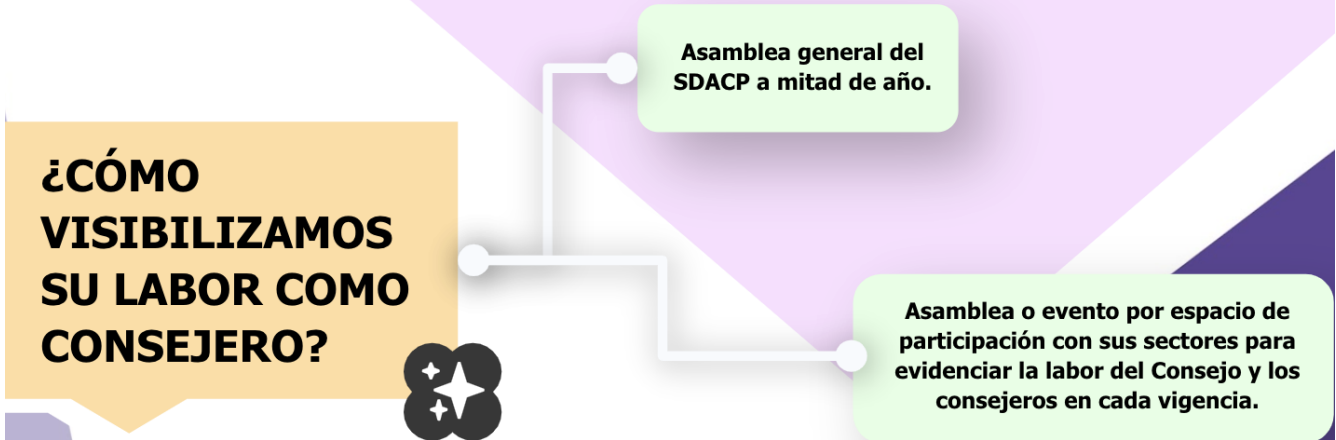 ¿CÓMO
VISIBILIZAMOS
SU LABOR COMO
CONSEJERO?
Asamblea general del
SDACP a mitad de año.
Asamblea o evento por espacio de
participación con sus sectores para
evidenciar la labor del Consejo y los
consejeros en cada vigencia.